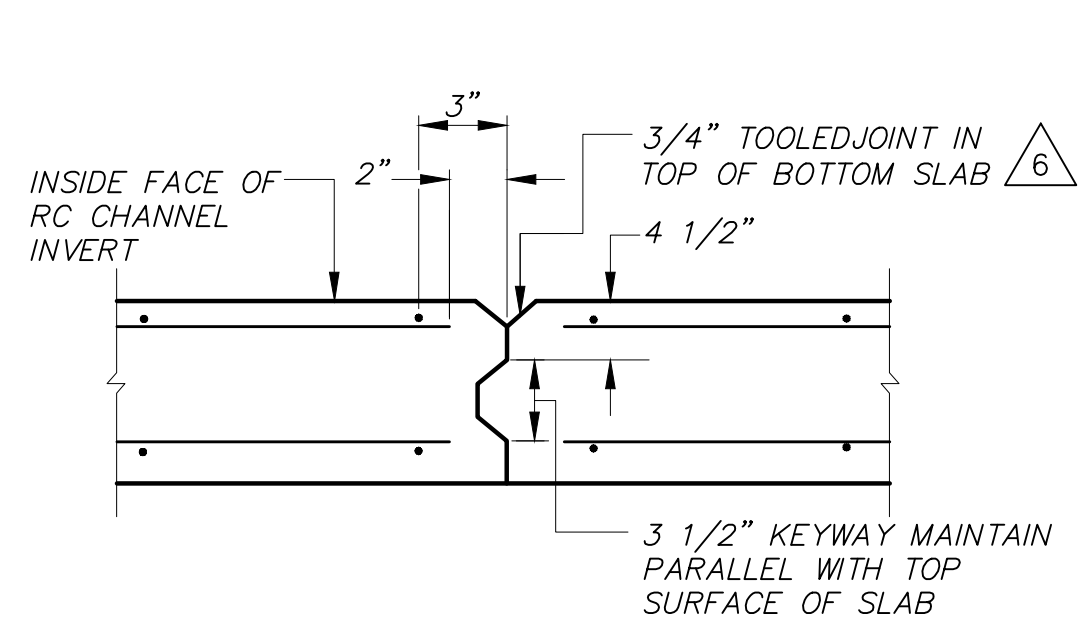 3”
3/4” TOOLEDJOINT IN
TOP OF BOTTOM SLAB
6
2”
INSIDE FACE OF
RC CHANNEL
INVERT
4 1/2”
3 1/2” KEYWAY MAINTAIN
PARALLEL WITH TOP
SURFACE OF SLAB